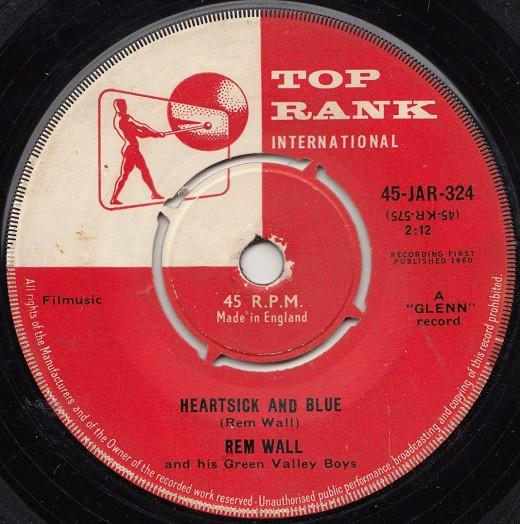 TOP
RANK
INTERNATIONAL
45-JAR-324
(45-KR-575)
2:12
RECORDING FIRST
PUBLISHED 1960
Filmusic
45 R.P.M.
Made in England
A
"GLENN"
record
HEARTSICK AND BLUE
(Rem Wall)
REM WALL
and his Green Valley Boys
All rights of the Manufacturers and of the Owner of the recorded work reserved - Unauthorised public performance, broadcasting and copying of this record prohibited.